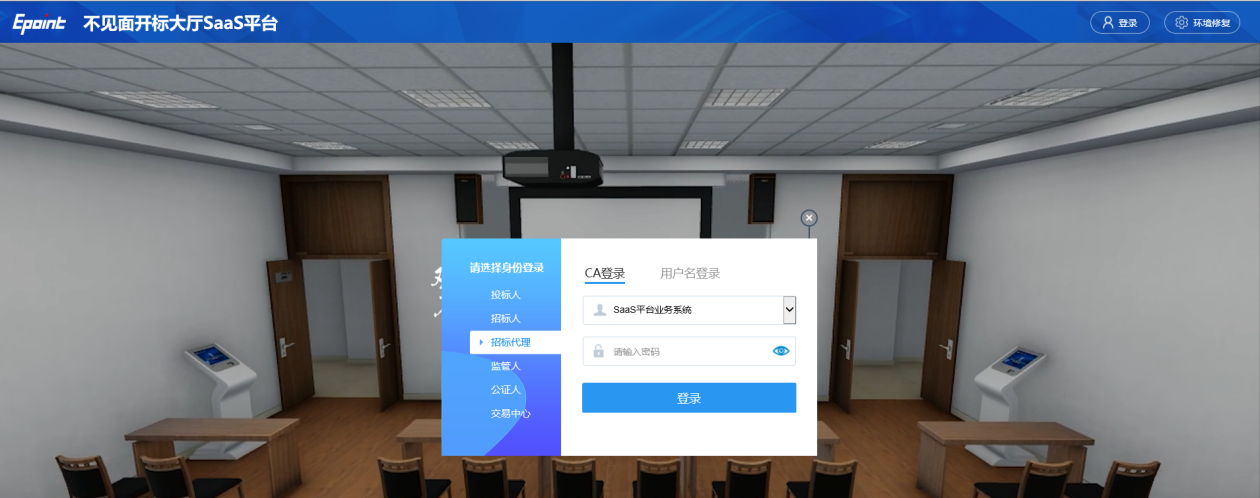 Epoint 不见面开标大厅SaaS平台
登录
环境修复
请选择身份登录
投标人
招标人
招标代理
监管人
公证人
交易中心
CA登录
用户名登录
SaaS平台业务系统
请输入密码
登录